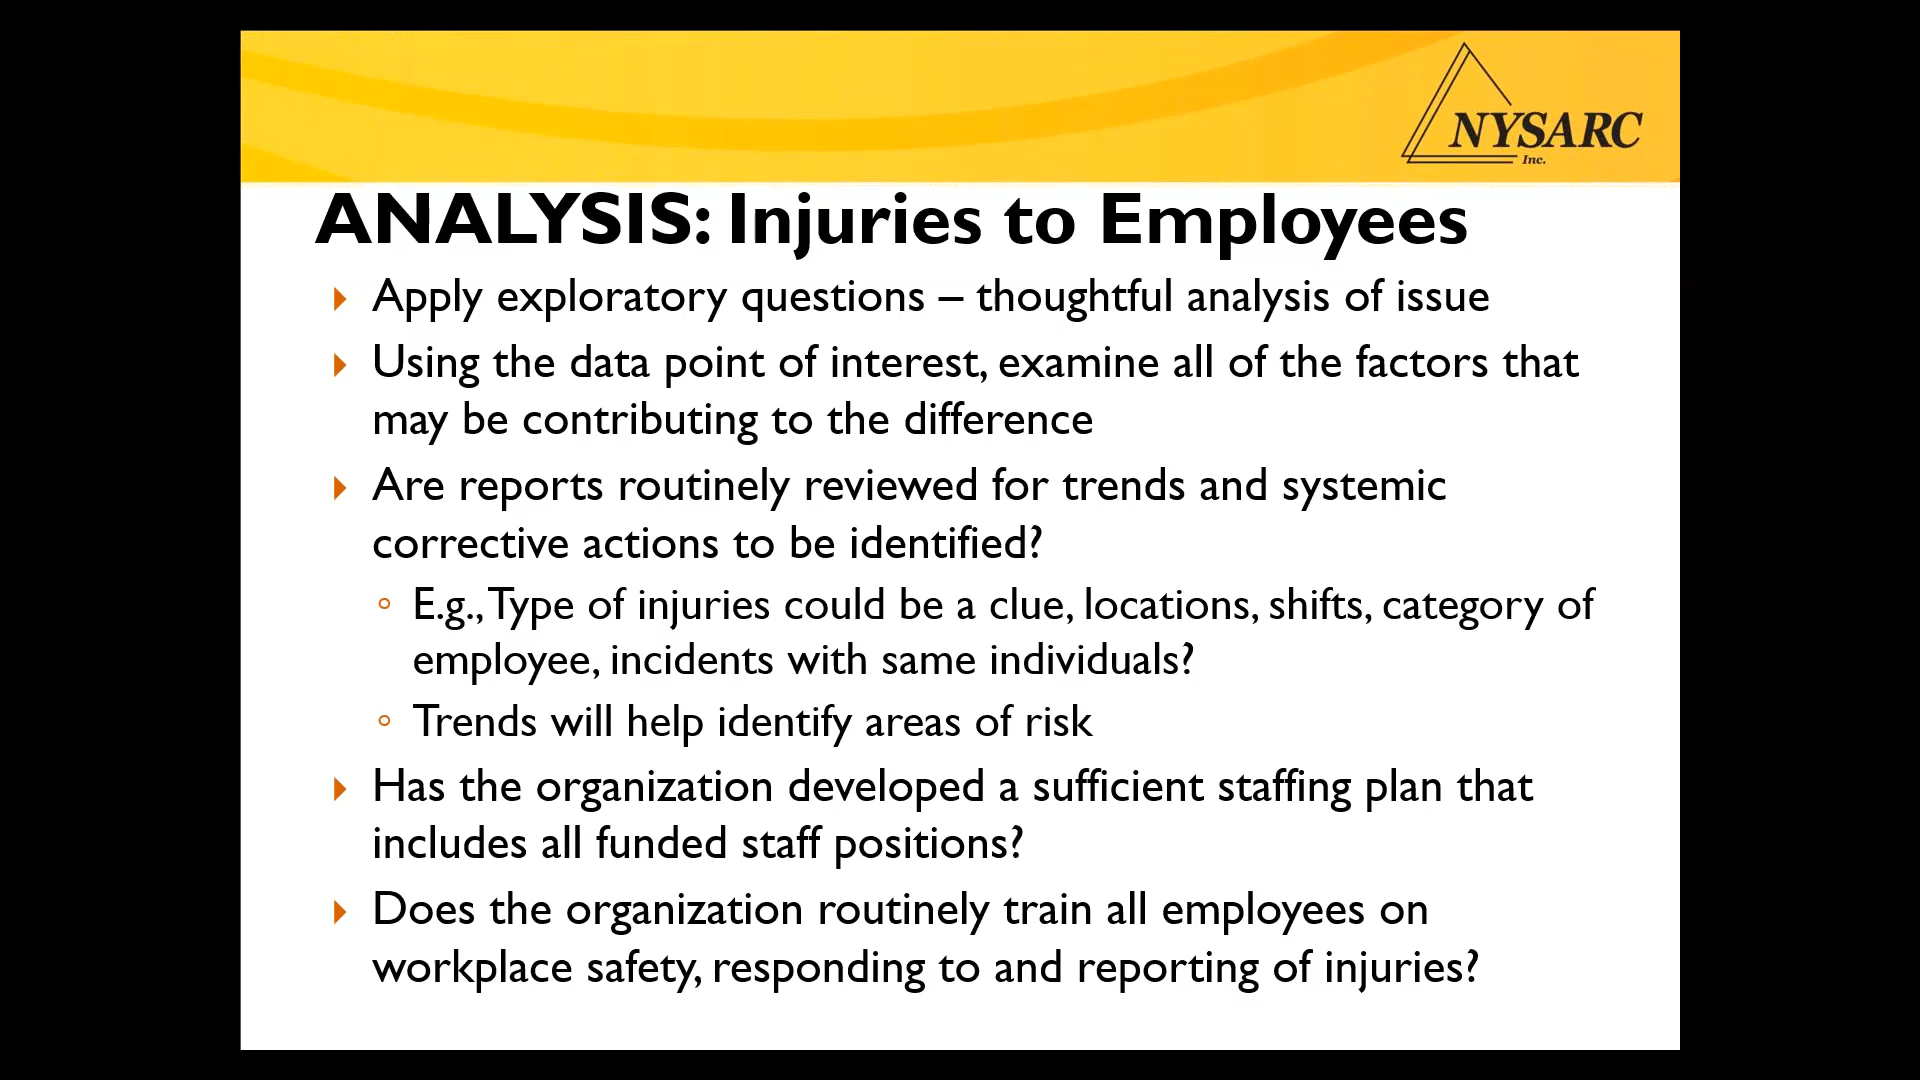 NYSARC
Inc.
ANALYSIS: Injuries to Employees
Apply exploratory questions – thoughtful analysis of issue
Using the data point of interest, examine all of the factors that
may be contributing to the difference
Are reports routinely reviewed for trends and systemic
corrective actions to be identified?
E.g., Type of injuries could be a clue, locations, shifts, category of
employee, incidents with same individuals?
Trends will help identify areas of risk
Has the organization developed a sufficient staffing plan that
includes all funded staff positions?
Does the organization routinely train all employees on
workplace safety, responding to and reporting of injuries?